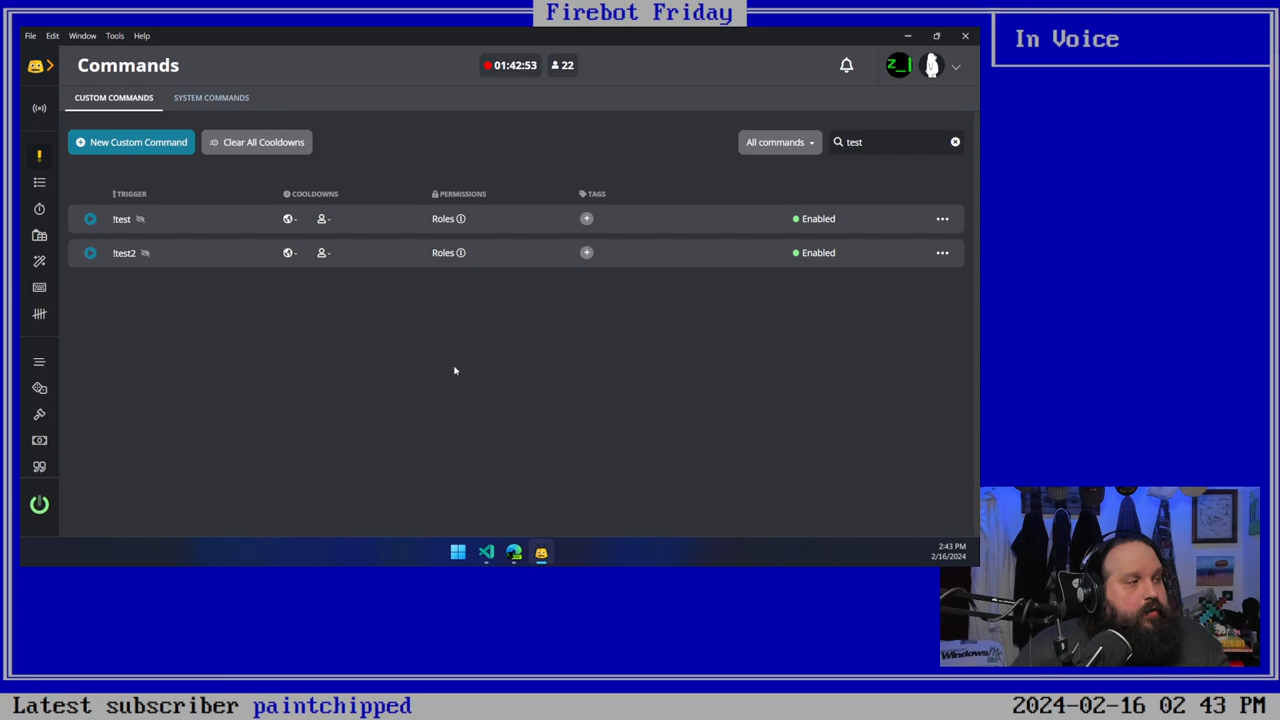 Firebot Friday
File Edit Window Tools Help
In Voice
Commands
01:42:53
22
z_|
CUSTOM COMMANDS
SYSTEM COMMANDS
New Custom Command
Clear All Cooldowns
All commands
test
TRIGGER COOLDOWNS PERMISSIONS TAGS
!test - - Roles Enabled
!test2 - - Roles Enabled
2:43 PM
2/16/2024
Windows
Latest subscriber paintchipped
2024-02-16 02 43 PM